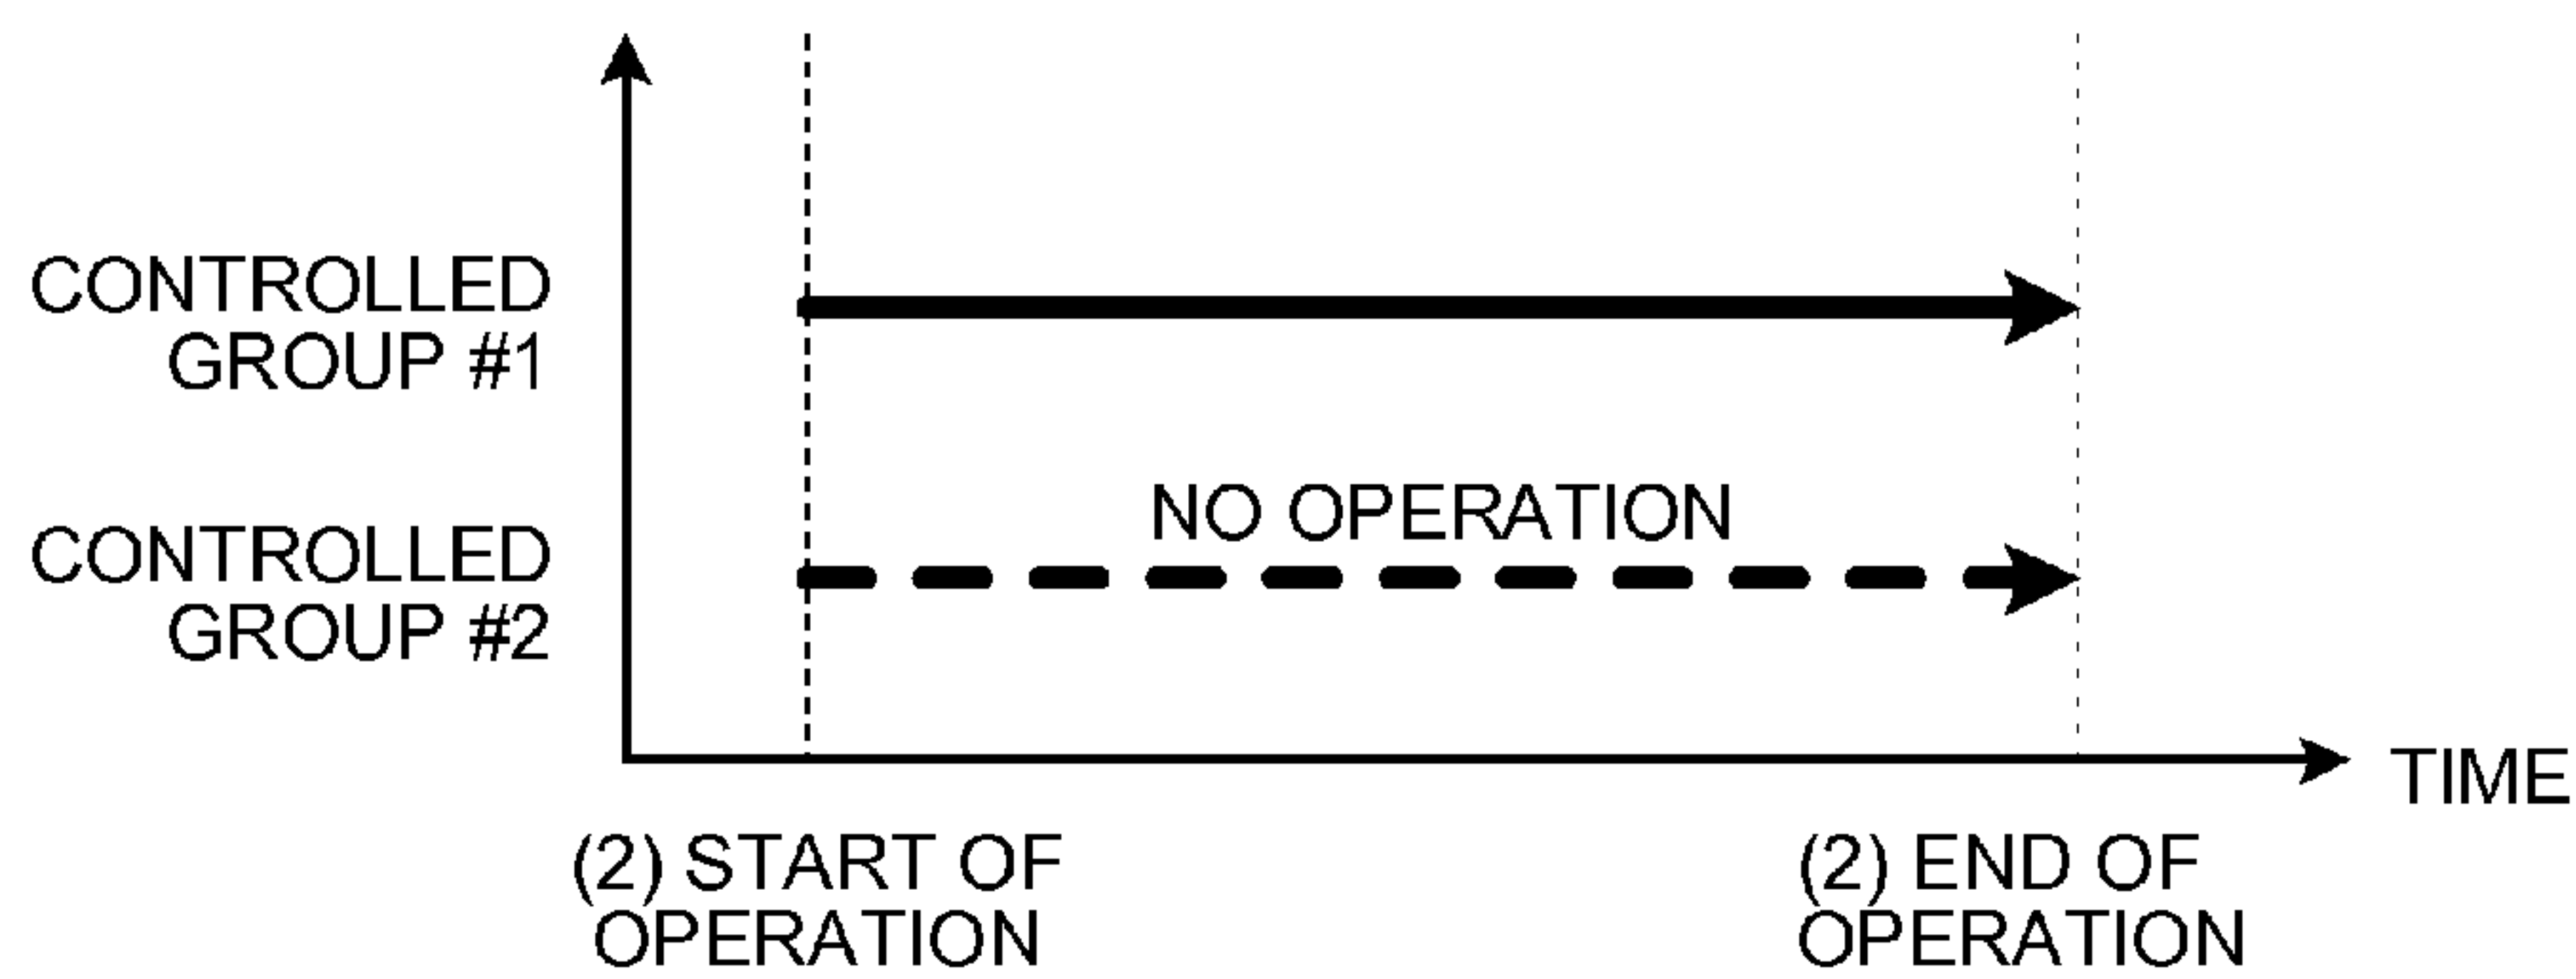 CONTROLLED
GROUP #1
NO OPERATION
CONTROLLED
GROUP #2
TIME
(2) START OF
OPERATION
(2) END OF
OPERATION